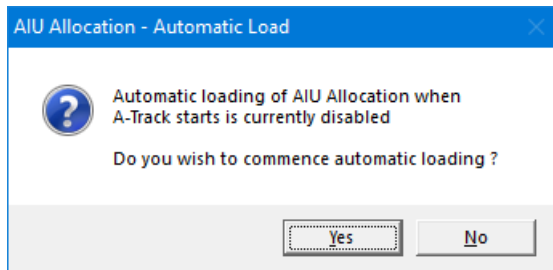 AIU Allocation - Automatic Load
Automatic loading of AIU Allocation when
A-Track starts is currently disabled
Do you wish to commence automatic loading ?
Yes
No